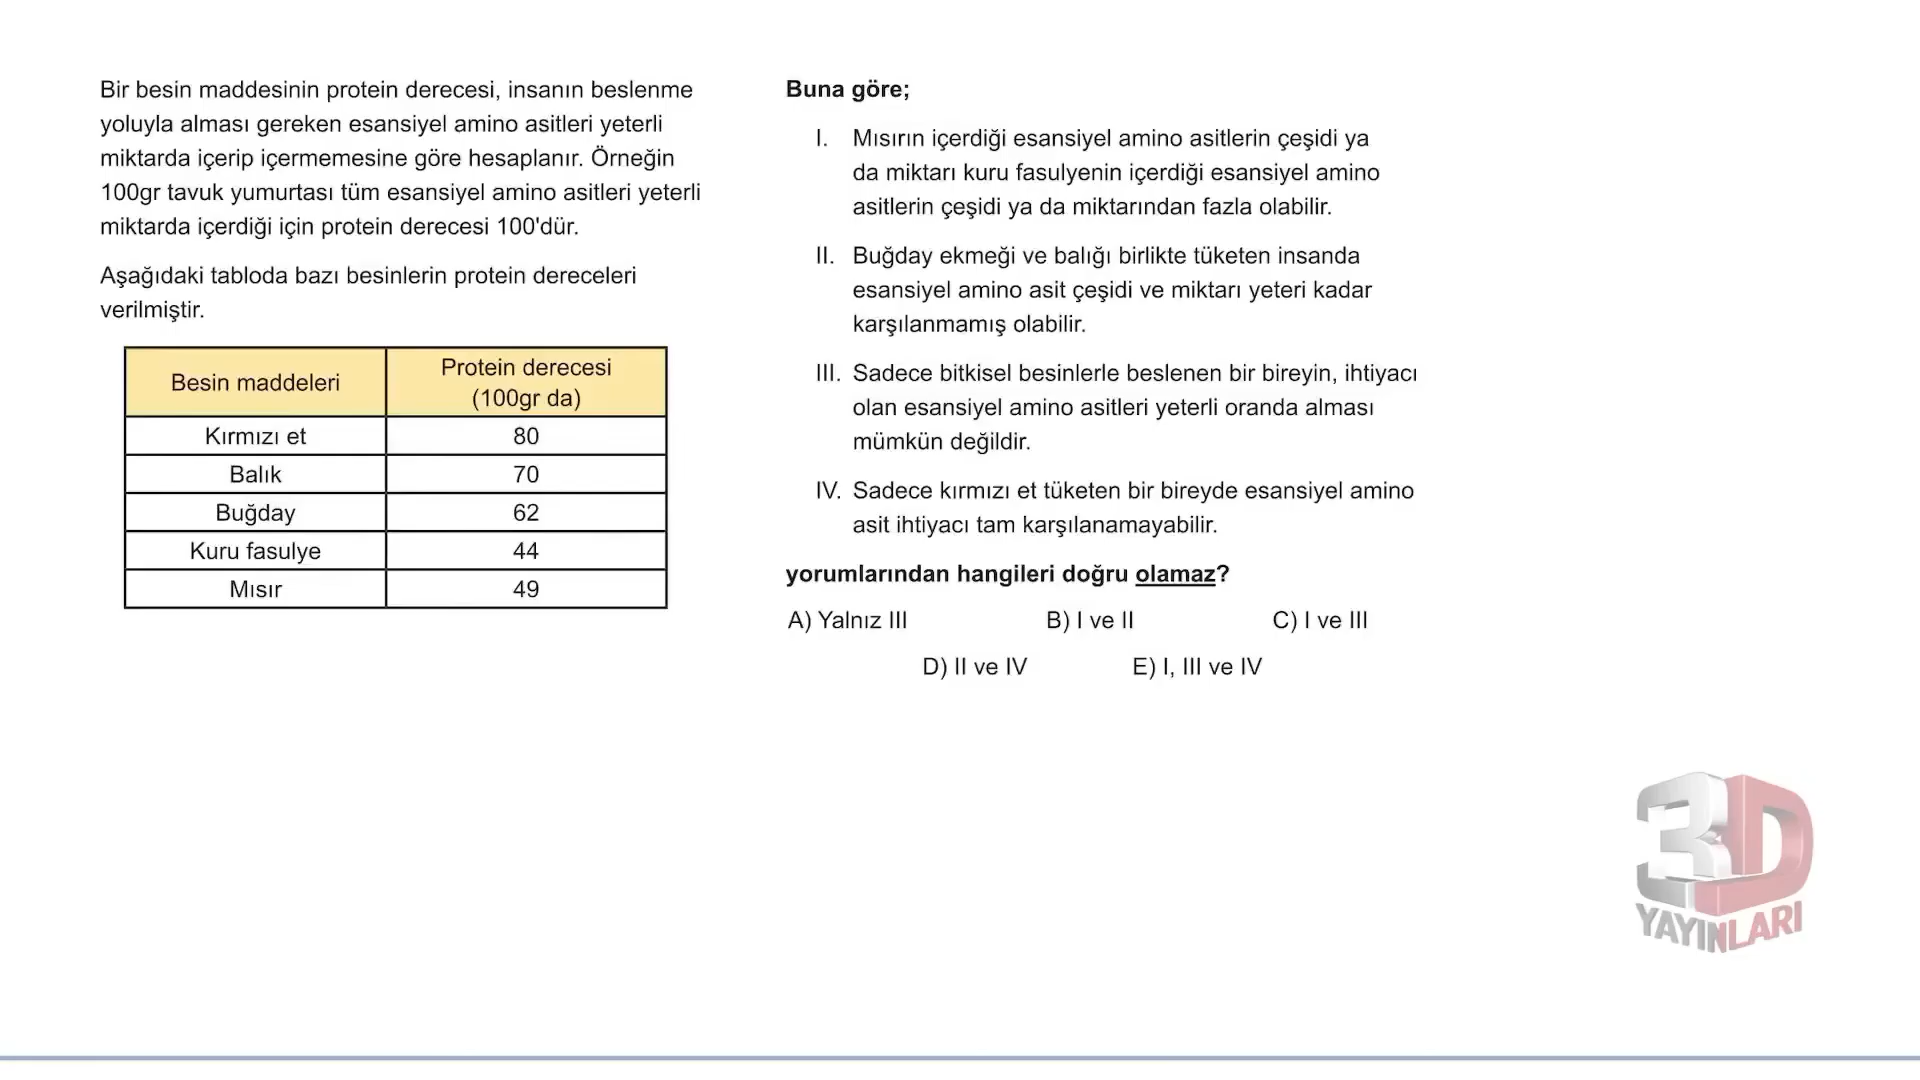 Bir besin maddesinin protein derecesi, insanın beslenme
yoluyla alması gereken esansiyel amino asitleri yeterli
miktarda içerip içermemesine göre hesaplanır. Örneğin
100gr tavuk yumurtası tüm esansiyel amino asitleri yeterli
miktarda içerdiği için protein derecesi 100'dür.
Aşağıdaki tabloda bazı besinlerin protein dereceleri
verilmiştir.
Besin maddeleri
Protein derecesi
(100gr da)
Kırmızı et 80
Balık 70
Buğday 62
Kuru fasulye 44
Mısır 49
Buna göre;
I. Mısırın içerdiği esansiyel amino asitlerin çeşidi ya
da miktarı kuru fasulyenin içerdiği esansiyel amino
asitlerin çeşidi ya da miktarından fazla olabilir.
II. Buğday ekmeği ve balığı birlikte tüketen insanda
esansiyel amino asit çeşidi ve miktarı yeteri kadar
karşılanmamış olabilir.
III. Sadece bitkisel besinlerle beslenen bir bireyin, ihtiyacı
olan esansiyel amino asitleri yeterli oranda alması
mümkün değildir.
IV. Sadece kırmızı et tüketen bir bireyde esansiyel amino
asit ihtiyacı tam karşılanamayabilir.
yorumlarından hangileri doğru olamaz?
A) Yalnız III B) I ve II C) I ve III
D) II ve IV E) I, III ve IV
3D
YAYINLARI